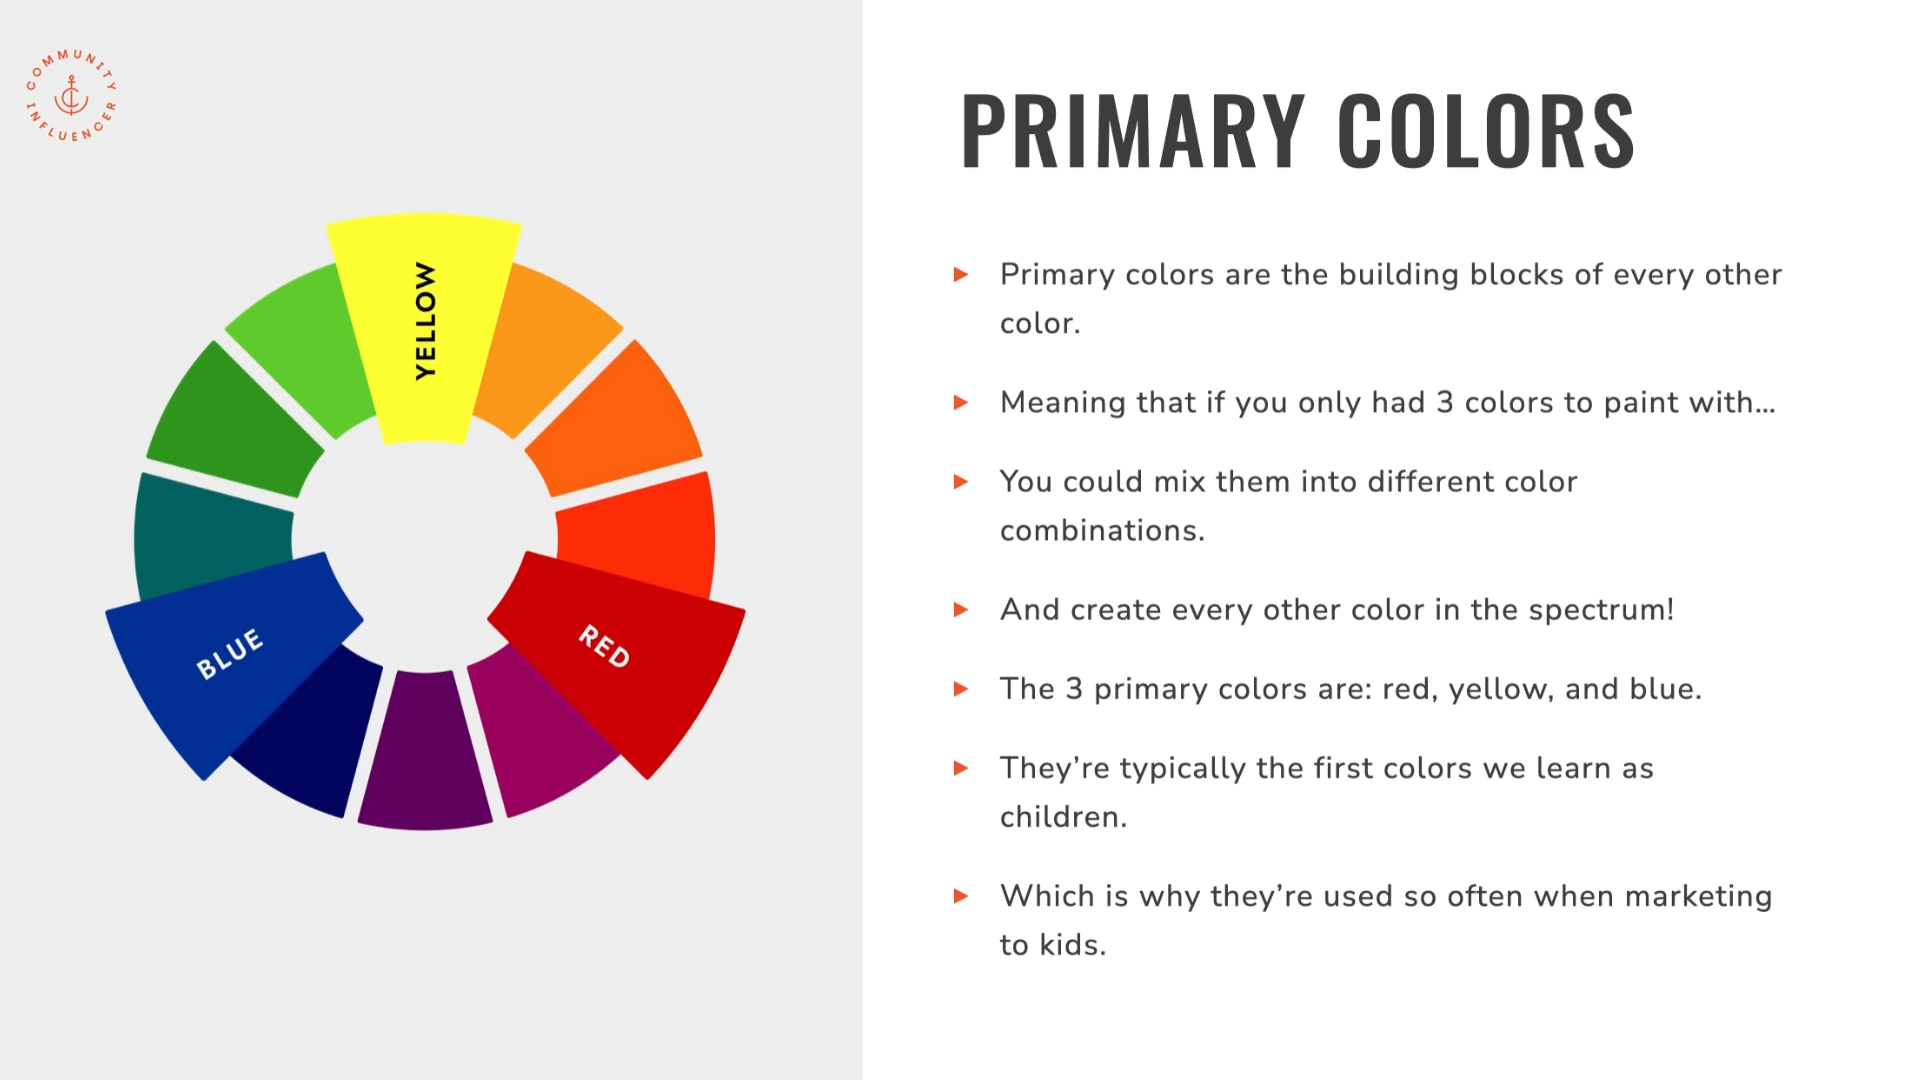 COMMUNITY INFLUENCER
PRIMARY COLORS
YELLOW
BLUE
RED
► Primary colors are the building blocks of every other
color.
► Meaning that if you only had 3 colors to paint with...
► You could mix them into different color
combinations.
► And create every other color in the spectrum!
► The 3 primary colors are: red, yellow, and blue.
► They’re typically the first colors we learn as
children.
► Which is why they’re used so often when marketing
to kids.